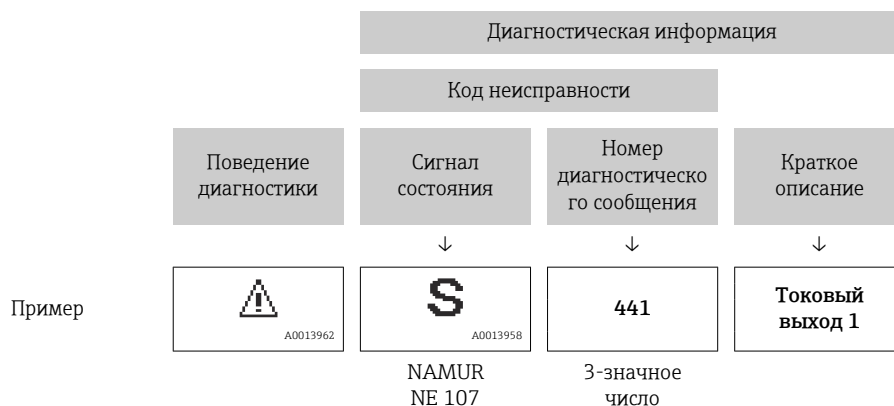 Диагностическая информация
Код неисправности
Поведение
диагностики
Сигнал
состояния
Номер
диагностическо
го сообщения
Краткое
описание
↓
↓
↓
Пример
A0013962
S
A0013958
441
Токовый
выход 1
NAMUR
NE 107
3-значное
число